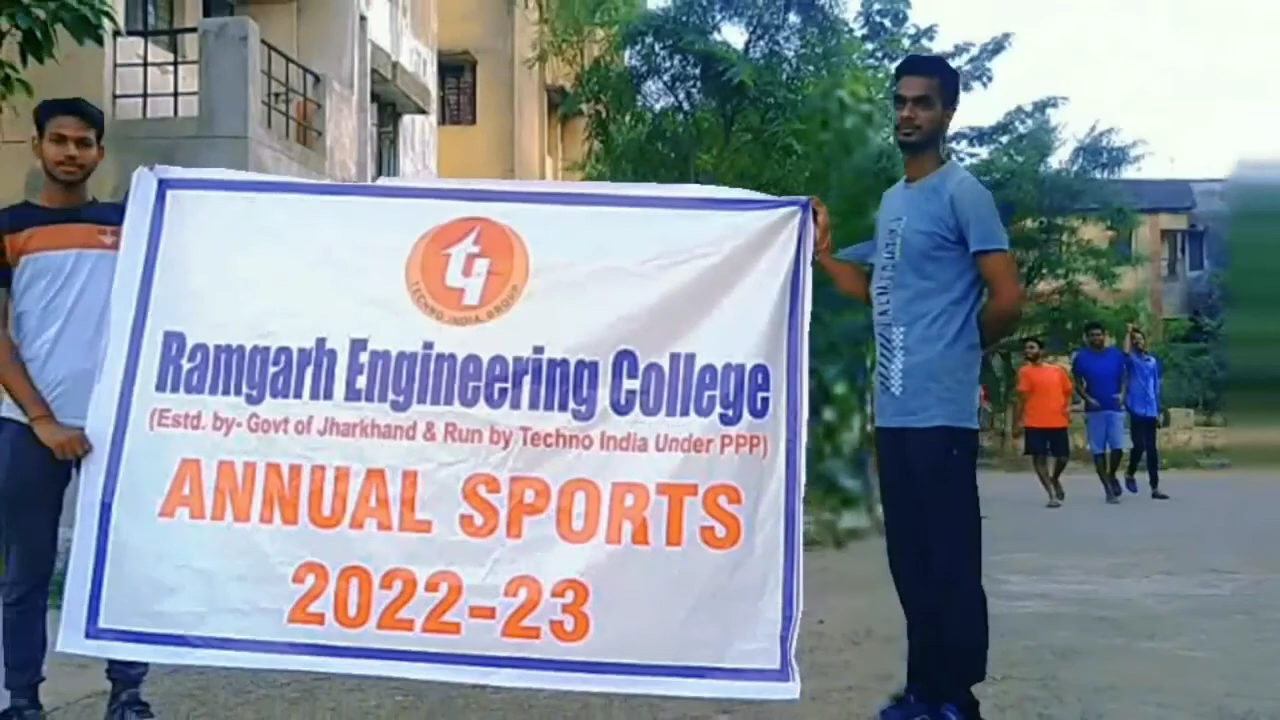 TECHNO INDIA GROUP
Ramgarh Engineering College
(Estd. by- Govt of Jharkhand & Run by Techno India Under PPP)
ANNUAL SPORTS
2022-23